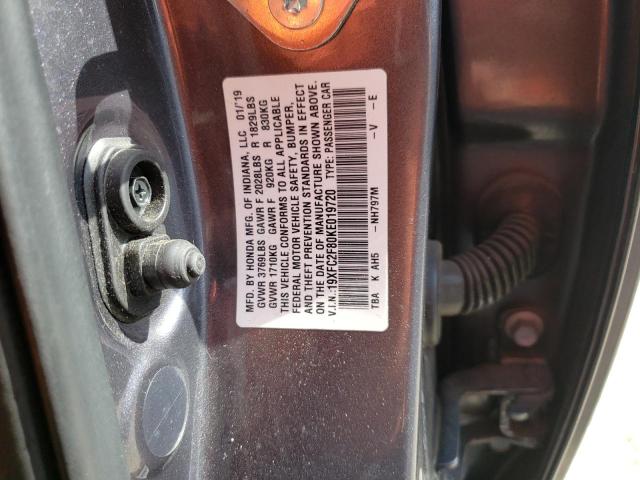 MFD. BY HONDA MFG. OF INDIANA, LLC 01/'19
GVWR 3769LBS GAWR F 2028LBS R 1829LBS
GVWR 1710KG GAWR F 920KG R 830KG
THIS VEHICLE CONFORMS TO ALL APPLICABLE
FEDERAL MOTOR VEHICLE SAFETY, BUMPER,
AND THEFT PREVENTION STANDARDS IN EFFECT
ON THE DATE OF MANUFACTURE SHOWN ABOVE.
V.I.N.:19XFC2F80KE019720 TYPE: PASSENGER CAR
TBA K AH5 -NH797M -V -E